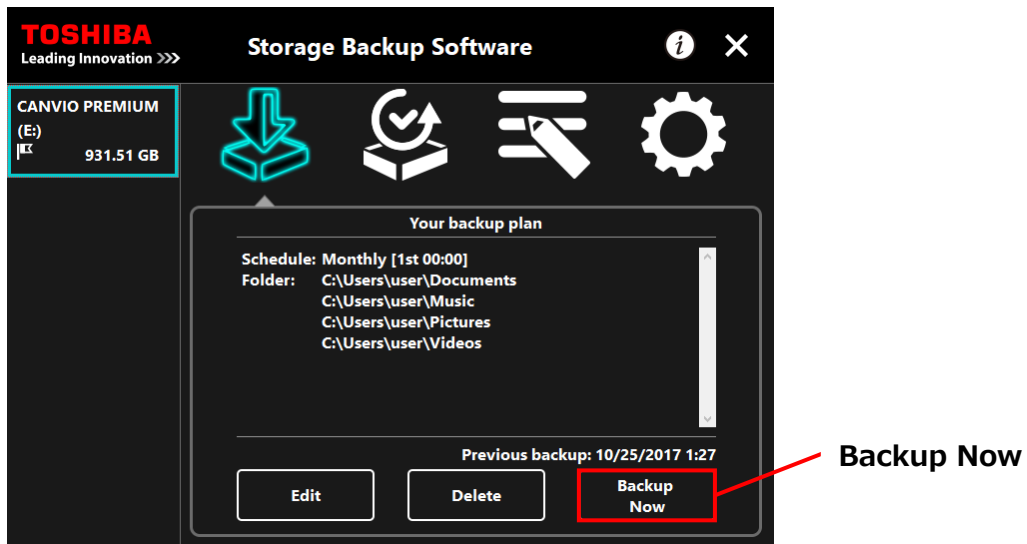 TOSHIBA
Leading Innovation >>>
Storage Backup Software
i
CANVIO PREMIUM
(E:)
931.51 GB
Your backup plan
Schedule: Monthly [1st 00:00]
Folder: C:\Users\user\Documents
C:\Users\user\Music
C:\Users\user\Pictures
C:\Users\user\Videos
Previous backup: 10/25/2017 1:27
Edit
Delete
Backup
Now
Backup Now